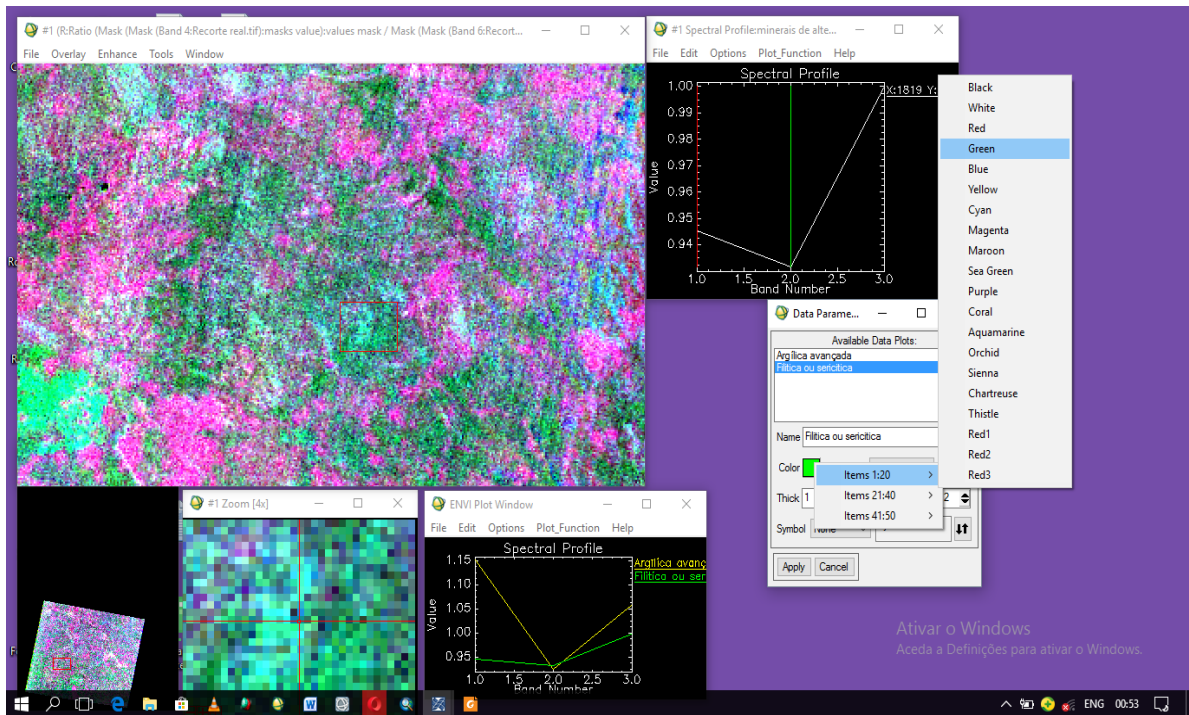 #1 (R:Ratio (Mask (Mask (Band 4:Recorte real.tif):masks value):values mask / Mask (Mask (Band 6:Recort...
File Overlay Enhance Tools Window
#1 Spectral Profile:minerais de alte...
File Edit Options Plot_Function Help
Spectral Profile
1.00
0.99
0.98
0.97
0.96
0.95
0.94
Value
X:1819 Y:
1.0 1.5 2.0 2.5 3.0
Band Number
Black
White
Red
Green
Blue
Yellow
Cyan
Magenta
Maroon
Sea Green
Purple
Coral
Aquamarine
Orchid
Sienna
Chartreuse
Thistle
Red1
Red2
Red3
Data Parame...
Available Data Plots:
Argílica avançada
Filitica ou sericitica
Name Filitica ou sericitica
Color
Items 1:20
Items 21:40
Items 41:50
Thick 1
2
Symbol None
Apply Cancel
#1 Zoom [4x]
ENVI Plot Window
File Edit Options Plot_Function Help
Spectral Profile
1.15
1.10
1.05
1.00
0.95
Value
Argílica avanç
Filitica ou ser
1.0 1.5 2.0 2.5 3.0
Band Number
Ativar o Windows
Aceda a Definições para ativar o Windows.
ENG 00:53